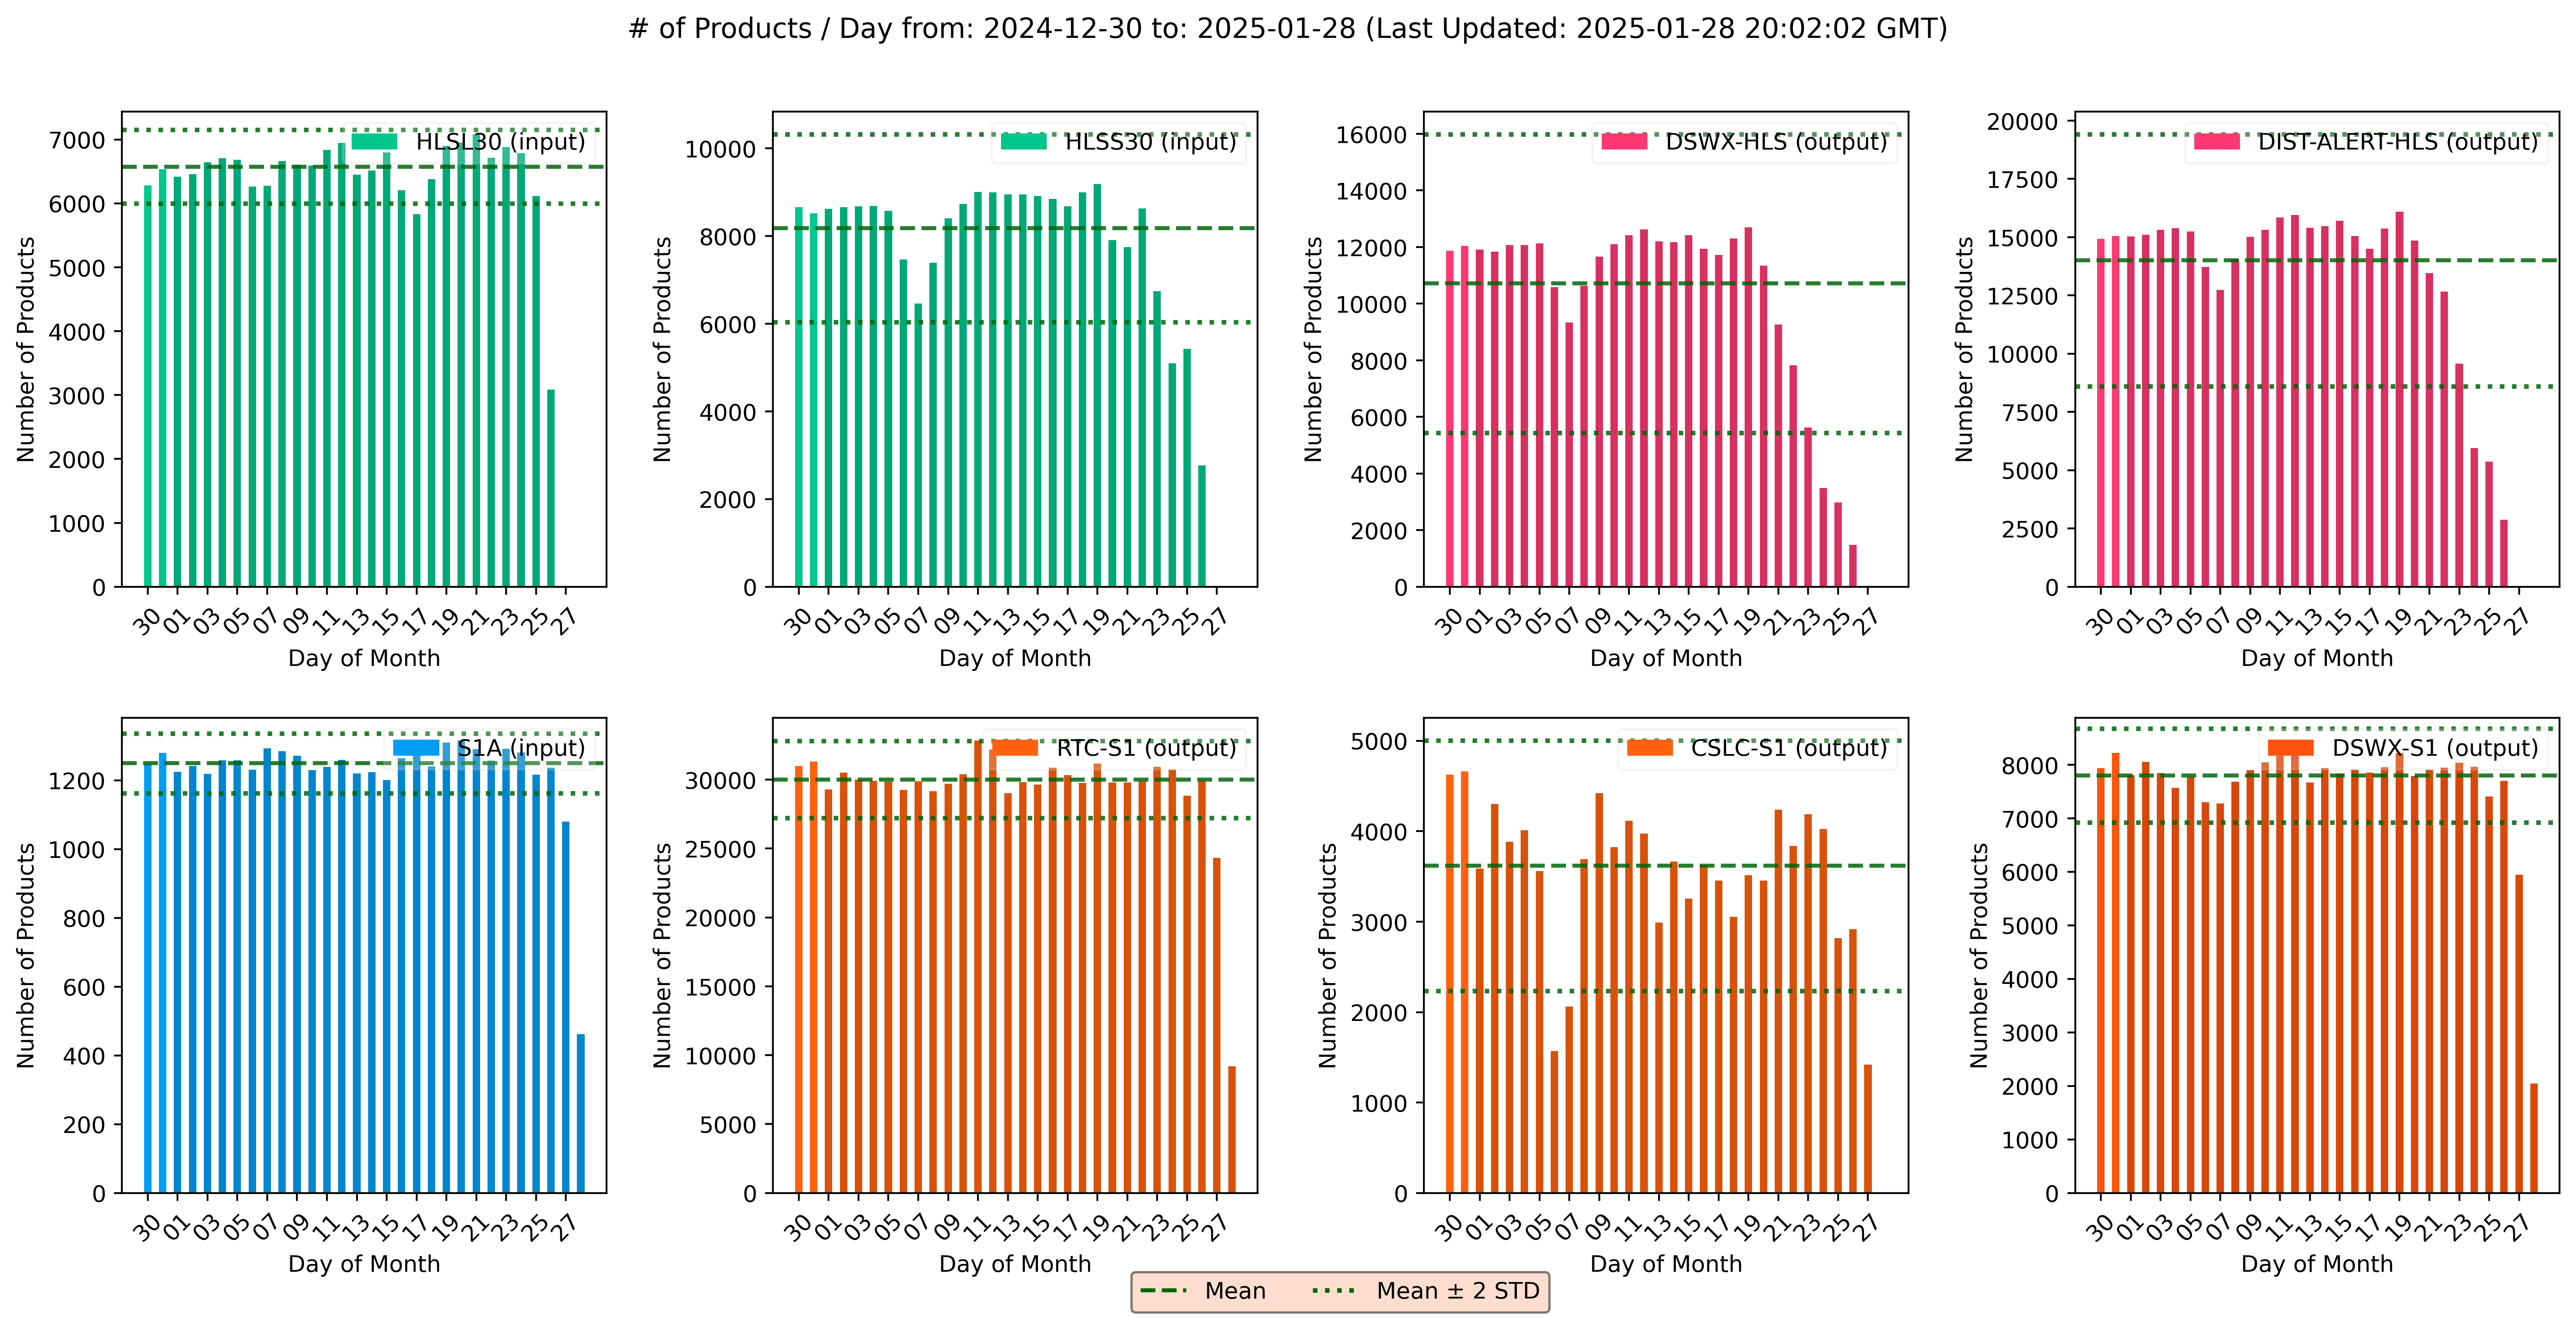 # of Products / Day from: 2024-12-30 to: 2025-01-28 (Last Updated: 2025-01-28 20:02:02 GMT)
HLSL30 (input)
Number of Products
7000
6000
5000
4000
3000
2000
1000
0
30 01 03 05 07 09 11 13 15 17 19 21 23 25 27
Day of Month
HLSS30 (input)
Number of Products
10000
8000
6000
4000
2000
0
30 01 03 05 07 09 11 13 15 17 19 21 23 25 27
Day of Month
DSWX-HLS (output)
Number of Products
16000
14000
12000
10000
8000
6000
4000
2000
0
30 01 03 05 07 09 11 13 15 17 19 21 23 25 27
Day of Month
DIST-ALERT-HLS (output)
Number of Products
20000
17500
15000
12500
10000
7500
5000
2500
0
30 01 03 05 07 09 11 13 15 17 19 21 23 25 27
Day of Month
S1A (input)
Number of Products
1200
1000
800
600
400
200
0
30 01 03 05 07 09 11 13 15 17 19 21 23 25 27
Day of Month
RTC-S1 (output)
Number of Products
30000
25000
20000
15000
10000
5000
0
30 01 03 05 07 09 11 13 15 17 19 21 23 25 27
Day of Month
CSLC-S1 (output)
Number of Products
5000
4000
3000
2000
1000
0
30 01 03 05 07 09 11 13 15 17 19 21 23 25 27
Day of Month
DSWX-S1 (output)
Number of Products
8000
7000
6000
5000
4000
3000
2000
1000
0
30 01 03 05 07 09 11 13 15 17 19 21 23 25 27
Day of Month
Mean
Mean ± 2 STD